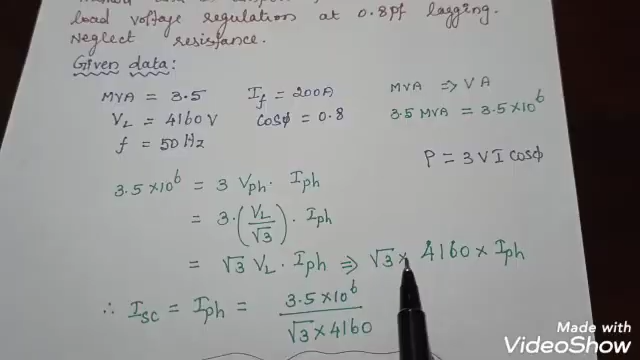 load voltage regulation at 0.8pf lagging.
Neglect resistance.
Given data:
MVA = 3.5 If = 200A MVA => VA
VL = 4160 V cosϕ = 0.8 3.5 MVA = 3.5×10^6
f = 50 Hz
P = 3 V I cosϕ
3.5×10^6 = 3 Vph. Iph
= 3. (VL/√3). Iph
= √3 VL. Iph => √3 × 4160 × Iph
∴ Isc = Iph = 3.5×10^6 / √3×4160
Made with
VideoShow